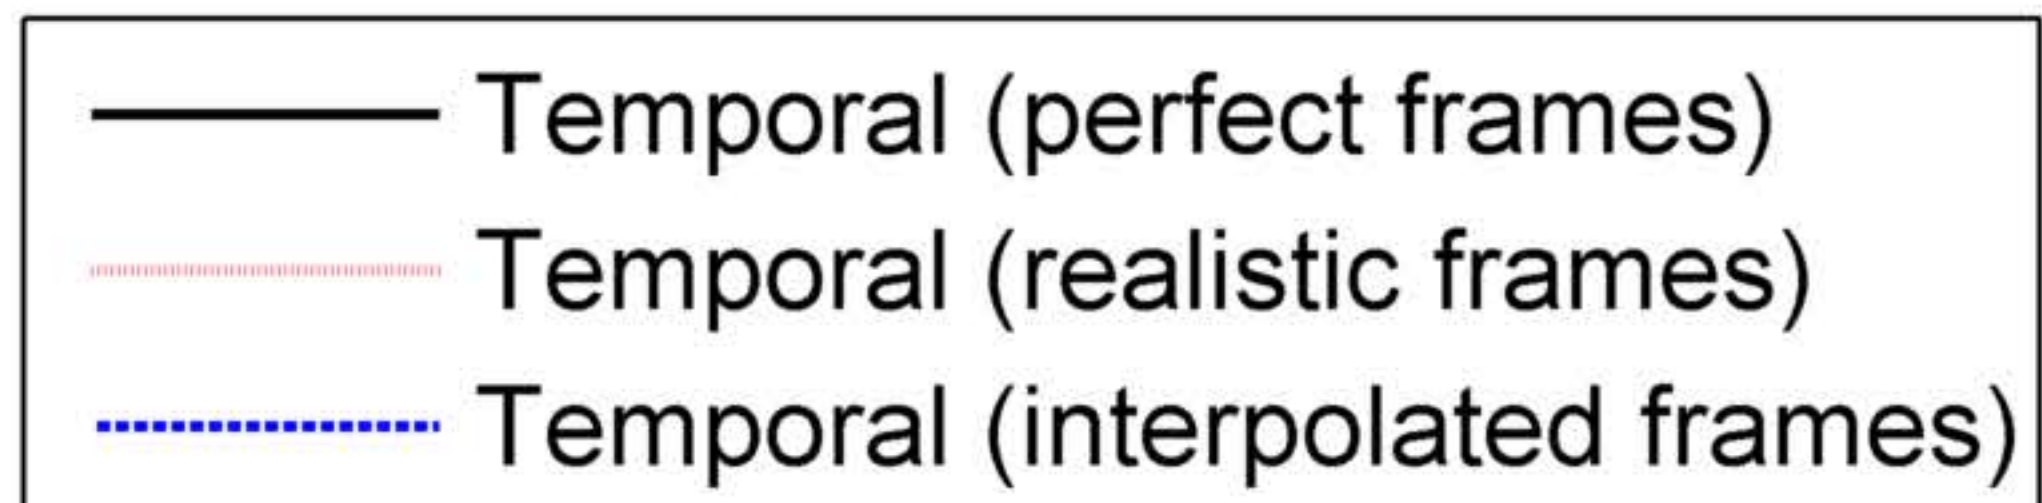 Temporal (perfect frames)
Temporal (realistic frames)
Temporal (interpolated frames)